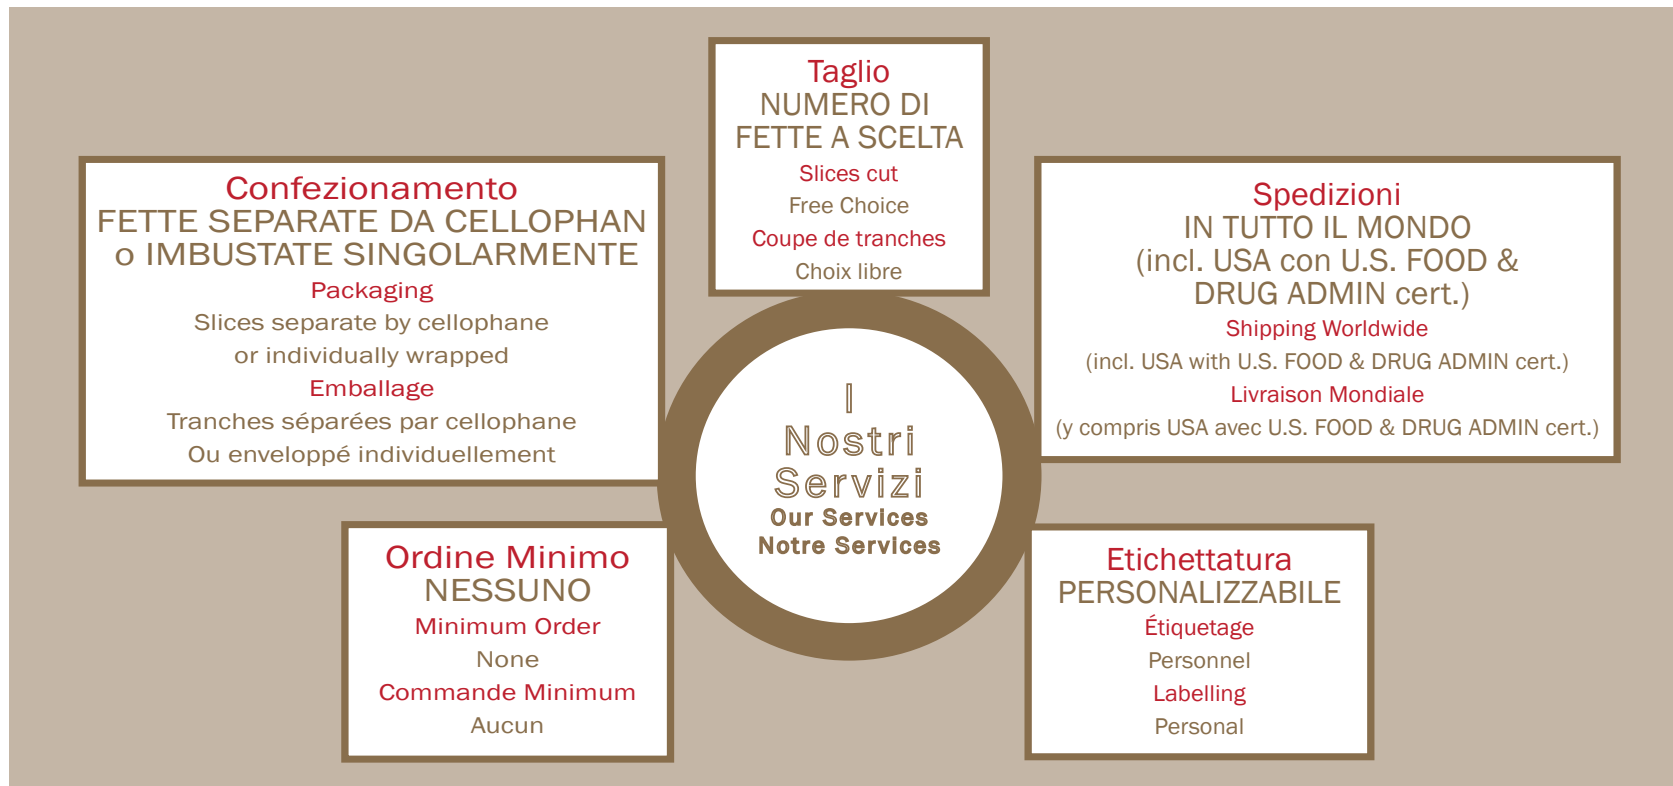 Taglio
NUMERO DI
FETTE A SCELTA
Slices cut
Free Choice
Coupe de tranches
Choix libre
Confezionamento
FETTE SEPARATE DA CELLOPHAN
o IMBUSTATE SINGOLARMENTE
Packaging
Slices separate by cellophane
or individually wrapped
Emballage
Tranches séparées par cellophane
Ou enveloppé individuellement
Spedizioni
IN TUTTO IL MONDO
(incl. USA con U.S. FOOD &
DRUG ADMIN cert.)
Shipping Worldwide
(incl. USA with U.S. FOOD & DRUG ADMIN cert.)
Livraison Mondiale
(y compris USA avec U.S. FOOD & DRUG ADMIN cert.)
I
Nostri
Servizi
Our Services
Notre Services
Ordine Minimo
NESSUNO
Minimum Order
None
Commande Minimum
Aucun
Etichettatura
PERSONALIZZABILE
Étiquetage
Personnel
Labelling
Personal